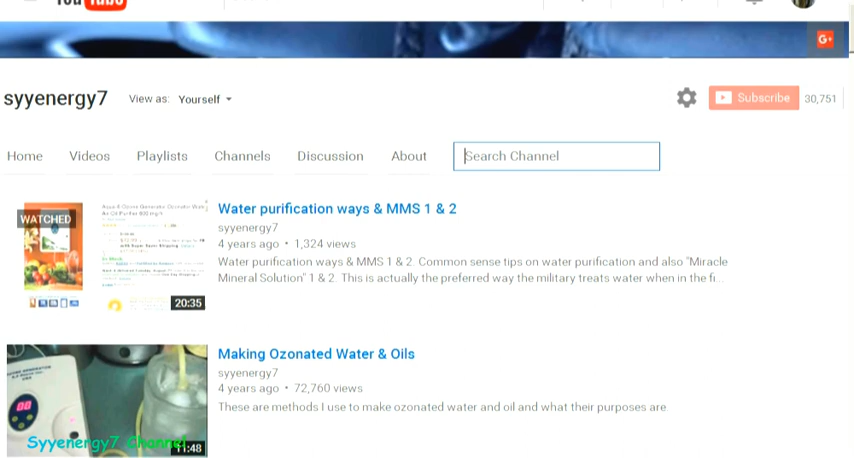 You Tube
G+
syyenergy7
View as: Yourself
Subscribe 30,751
Home Videos Playlists Channels Discussion About Search Channel
WATCHED
20:35
Water purification ways & MMS 1 & 2
syyenergy7
4 years ago • 1,324 views
Water purification ways & MMS 1 & 2. Common sense tips on water purification and also "Miracle
Mineral Solution" 1 & 2. This is actually the preferred way the military treats water when in the fi...
Making Ozonated Water & Oils
syyenergy7
4 years ago • 72,760 views
These are methods I use to make ozonated water and oil and what their purposes are
Syyenergy7 Channel
11:48